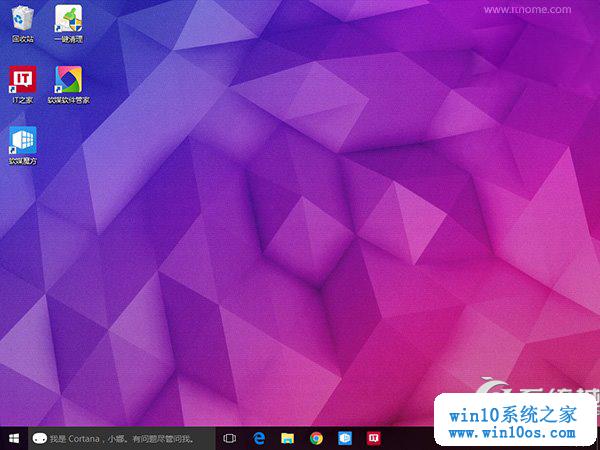 www.ithome.com
回收站
一键清理
IT之家
软媒软件管家
软媒魔方
我是 Cortana，小娜。有问题尽管问我。
IT
IT
win10系统之家
www.win10os.com